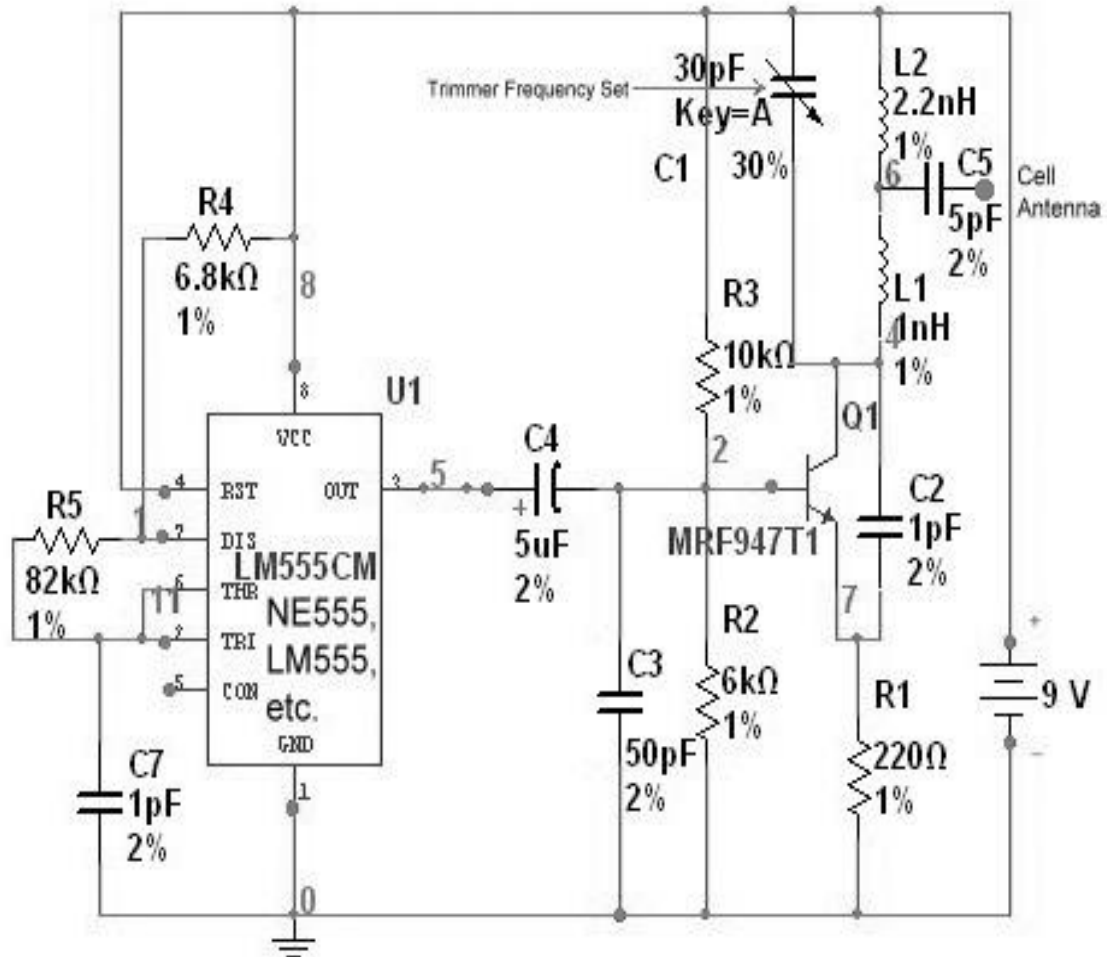 Trimmer Frequency Set
30pF
Key=A
C1
30%
L2
2.2nH
1%
6
C5
5pF
2%
Cell
Antenna
R4
6.8kΩ
1%
8
R3
10kΩ
1%
L1
1nH
1%
4
8
U1
VCC
4
RST
OUT
3
5
C4
+
5uF
2%
2
Q1
MRF947T1
C2
1pF
2%
R5
82kΩ
1%
1
7
DIS
LM555CM
NE555,
LM555,
etc.
6
THR
11
2
TRI
5
CON
GND
1
7
C3
50pF
2%
R2
6kΩ
1%
R1
220Ω
1%
+
9 V
−
C7
1pF
2%
0